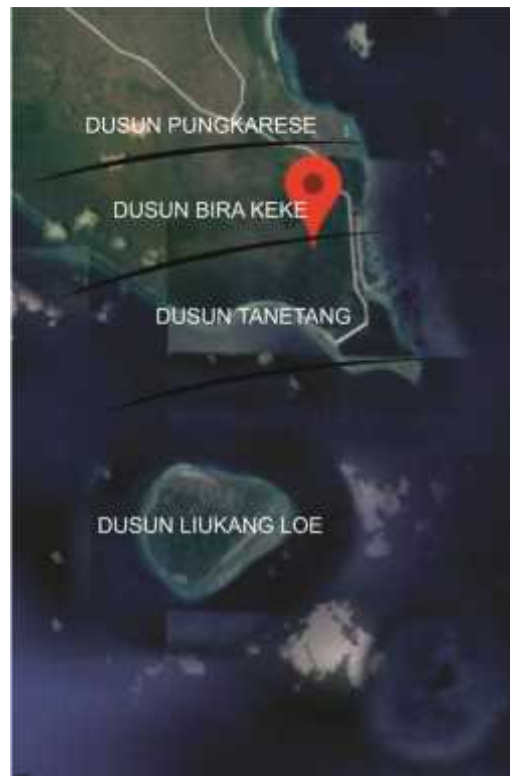 DUSUN PUNGKARESE
DUSUN BIRA KEKE
DUSUN TANETANG
DUSUN LIUKANG LOE